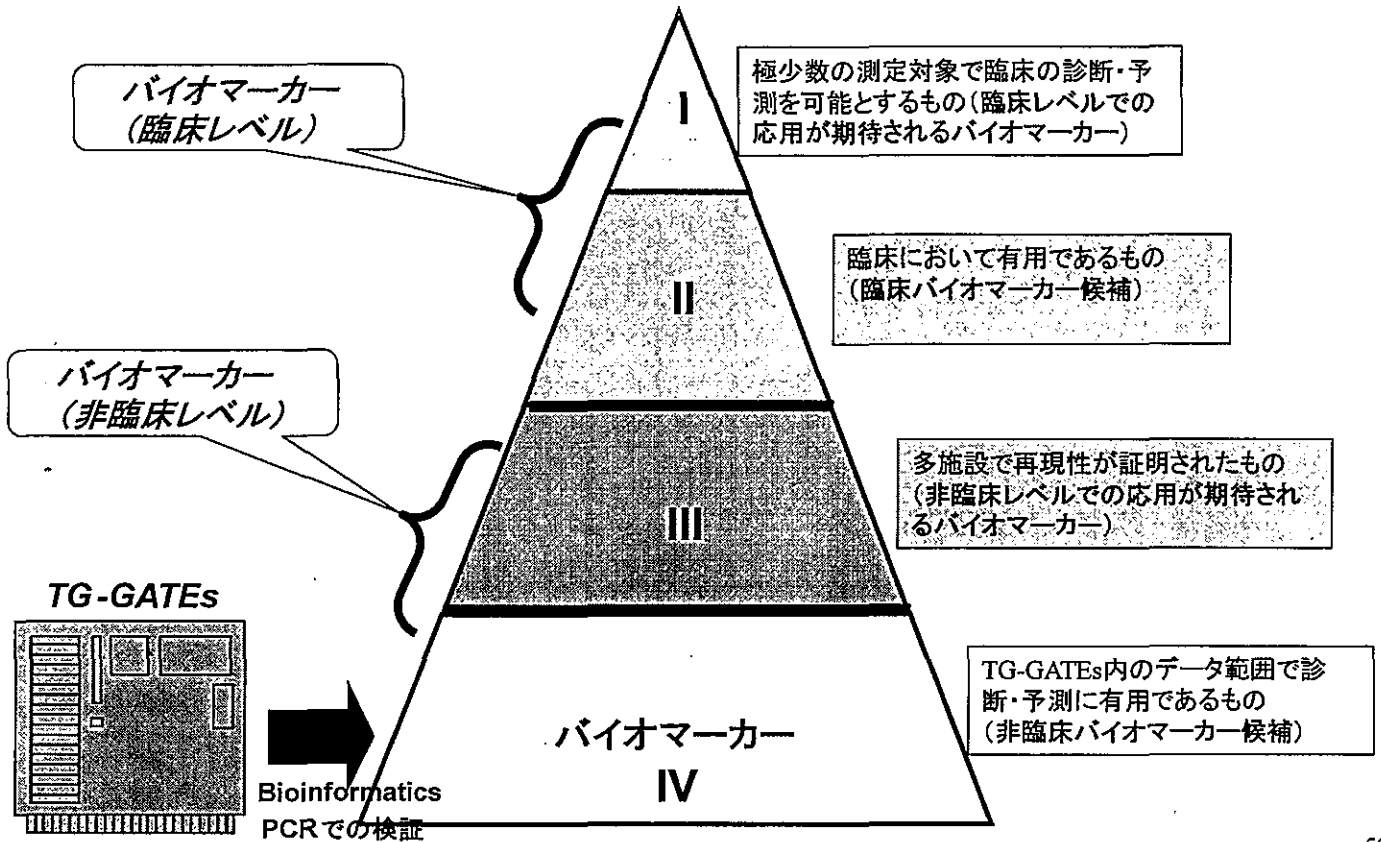 バイオマーカー
(臨床レベル)
I
極少数の測定対象で臨床の診断・予
測を可能とするもの(臨床レベルでの
応用が期待されるバイオマーカー)
II
臨床において有用であるもの
(臨床バイオマーカー候補)
バイオマーカー
(非臨床レベル)
III
多施設で再現性が証明されたもの
(非臨床レベルでの応用が期待され
るバイオマーカー)
TG-GATEs
Bioinformatics
PCRでの検証
バイオマーカー
IV
TG-GATEs内のデータ範囲で診
断・予測に有用であるもの
(非臨床バイオマーカー候補)